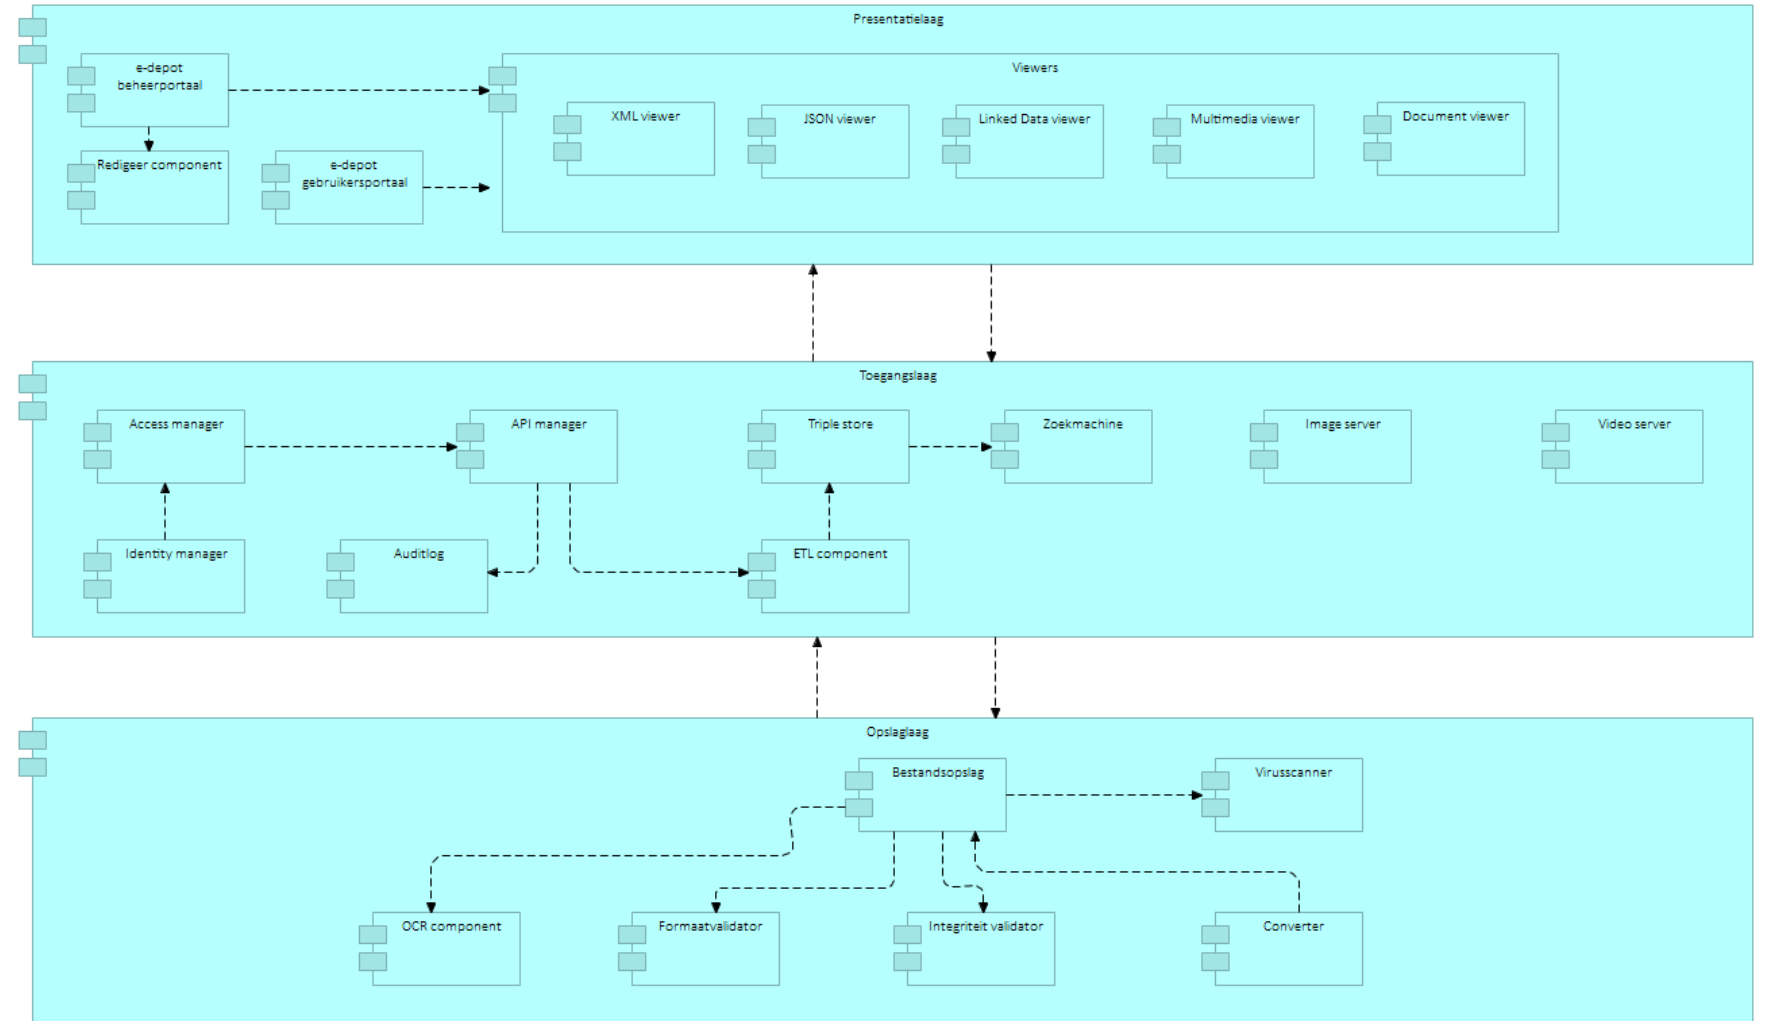 Presentatielaag
e-depot
beheerportaal
Viewers
XML viewer
JSON viewer
Linked Data viewer
Multimedia viewer
Document viewer
Redigeer component
e-depot
gebruikersportaal
Toegangslaag
Access manager
API manager
Triple store
Zoekmachine
Image server
Video server
Identity manager
Auditlog
ETL component
Opslaglaag
Bestandsopslag
Virusscanner
OCR component
Formaatvalidator
Integriteit validator
Converter